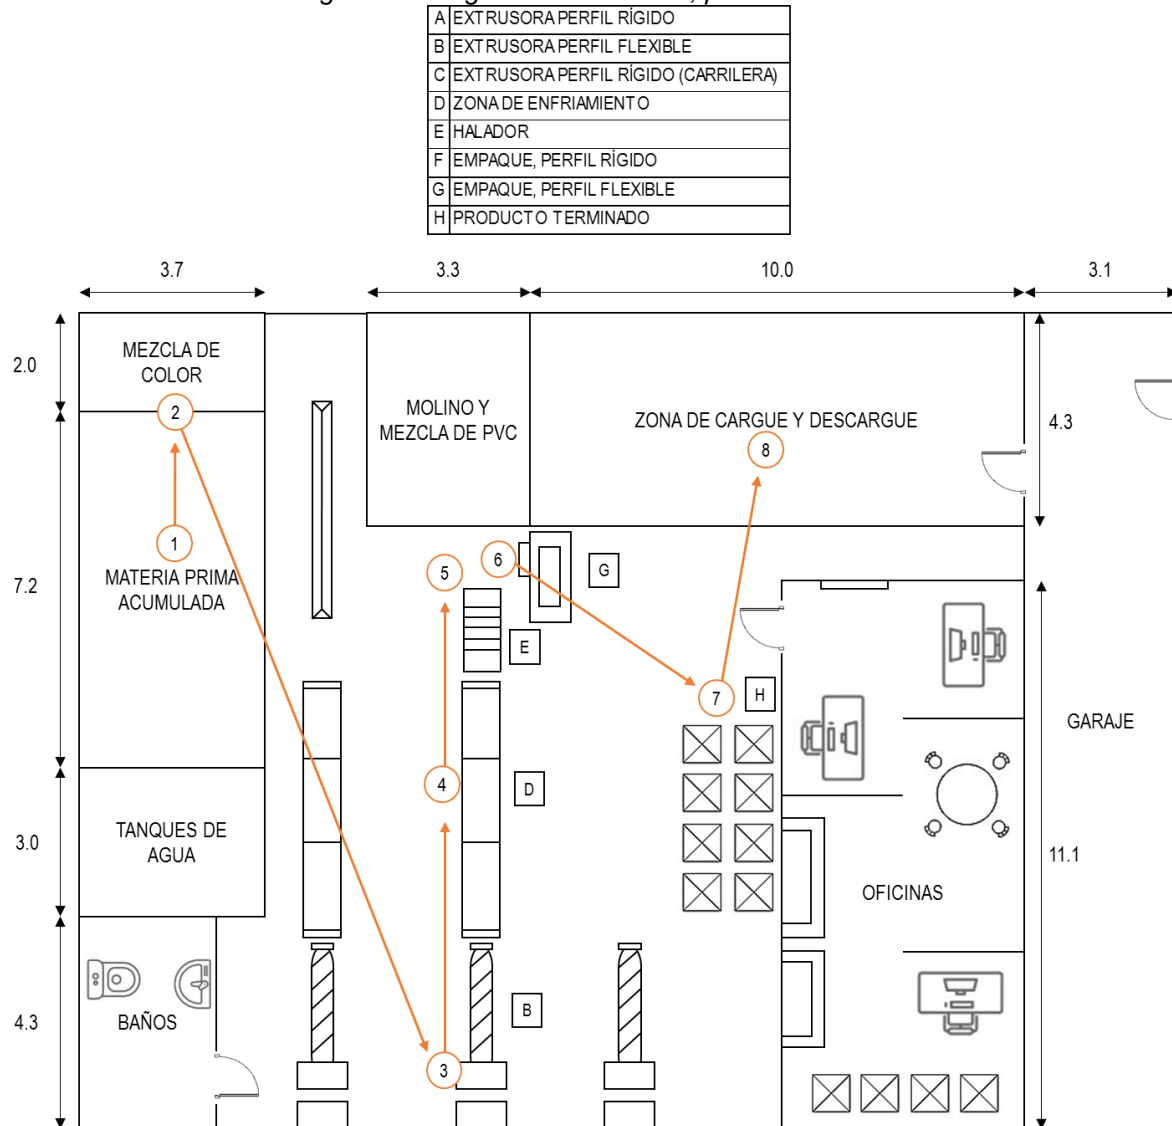 A EXTRUSORA PERFIL RÍGIDO
B EXTRUSORA PERFIL FLEXIBLE
C EXTRUSORA PERFIL RÍGIDO (CARRILERA)
D ZONA DE ENFRIAMIENTO
E HALADOR
F EMPAQUE, PERFIL RÍGIDO
G EMPAQUE, PERFIL FLEXIBLE
H PRODUCTO TERMINADO
3.7 3.3 10.0 3.1
2.0
MEZCLA DE
COLOR
2
MOLINO Y
MEZCLA DE PVC
ZONA DE CARGUE Y DESCARGUE
8
4.3
1
MATERIA PRIMA
ACUMULADA
7.2
5
6
G
E
7
H
GARAJE
4
D
TANQUES DE
AGUA
3.0
11.1
OFICINAS
4.3
BAÑOS
B
3